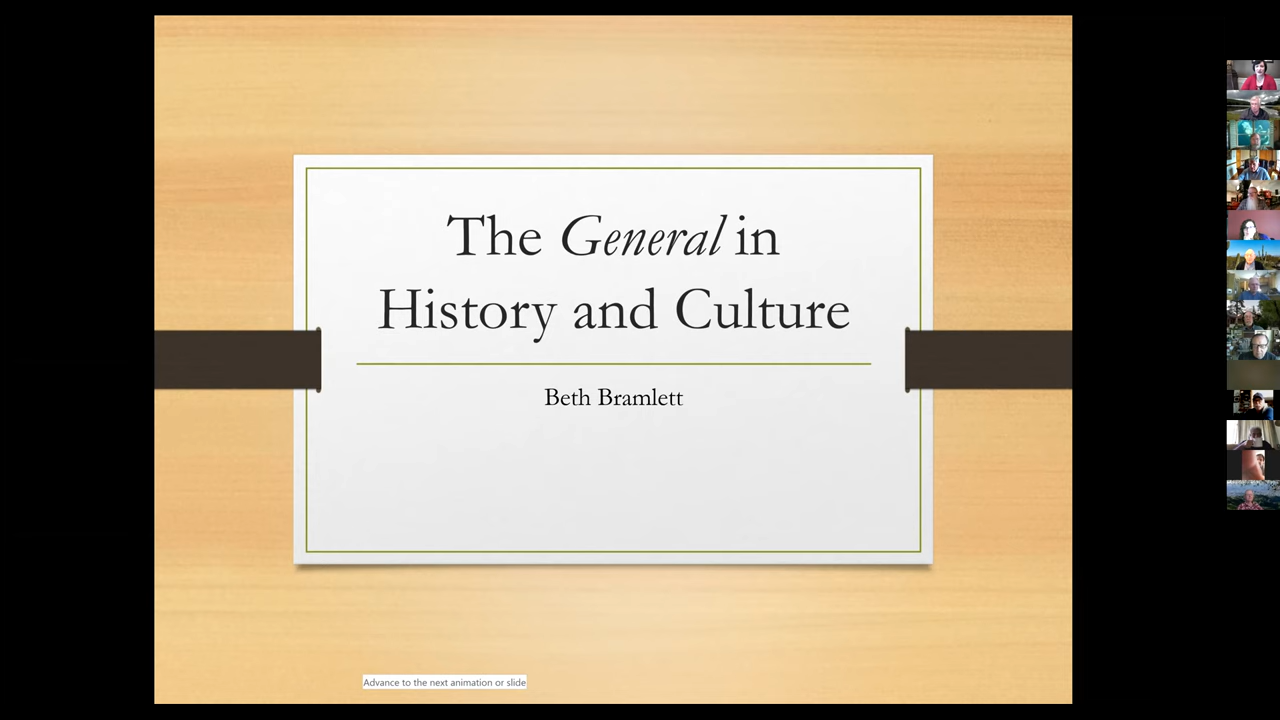 The General in
History and Culture
Beth Bramlett
Advance to the next animation or slide